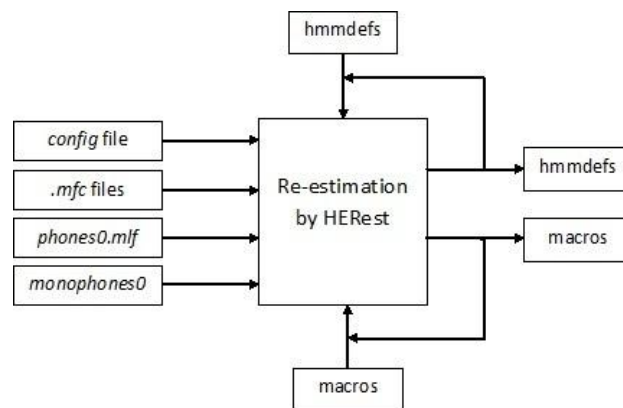 hmmdefs
config file
.mfc files
phones0.mlf
monophones0
Re-estimation
by HERest
hmmdefs
macros
macros